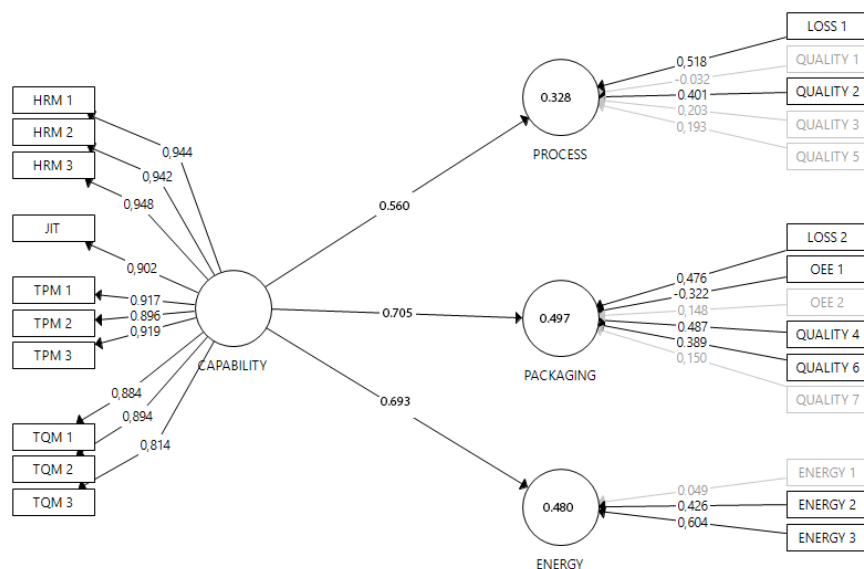 HRM 1
HRM 2
HRM 3
JIT
TPM 1
TPM 2
TPM 3
TQM 1
TQM 2
TQM 3
0,944
0,942
0,948
0,902
0.917
0.896
0,919
0,884
0,894
0,814
CAPABILITY
0.560
0.705
0.693
0.328
PROCESS
0.497
PACKAGING
0.480
ENERGY
0,518
-0,032
0.401
0,203
0,193
LOSS 1
QUALITY 1
QUALITY 2
QUALITY 3
QUALITY 5
0,476
-0,322
0,148
0.487
0.389
0,150
LOSS 2
OEE 1
OEE 2
QUALITY 4
QUALITY 6
QUALITY 7
0.049
0.426
0,604
ENERGY 1
ENERGY 2
ENERGY 3